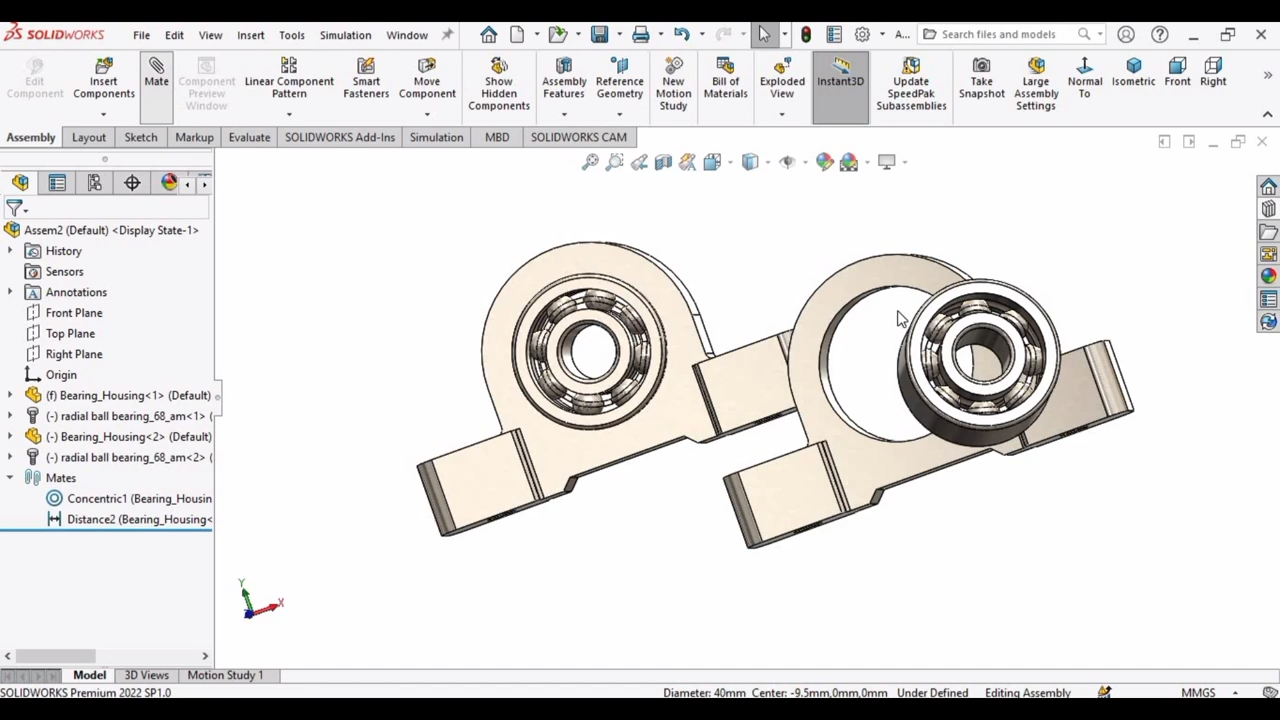 SOLIDWORKS File Edit View Insert Tools Simulation Window A... Search files and models
Edit Component
Insert Components
Mate
Component Preview Window
Linear Component Pattern
Smart Fasteners
Move Component
Show Hidden Components
Assembly Features
Reference Geometry
New Motion Study
Bill of Materials
Exploded View
Instant3D
Update SpeedPak Subassemblies
Take Snapshot
Large Assembly Settings
Normal To
Isometric
Front
Right
Assembly Layout Sketch Markup Evaluate SOLIDWORKS Add-Ins Simulation MBD SOLIDWORKS CAM
Assem2 (Default) <Display State-1>
History
Sensors
Annotations
Front Plane
Top Plane
Right Plane
Origin
(f) Bearing_Housing<1> (Default)
(-) radial ball bearing_68_am<1> (
(-) Bearing_Housing<2> (Default)
(-) radial ball bearing_68_am<2> (
Mates
Concentric1 (Bearing_Housin
Distance2 (Bearing_Housing<
Y
X
Model 3D Views Motion Study 1
SOLIDWORKS Premium 2022 SP1.0 Diameter: 40mm Center: -9.5mm,0mm,0mm Under Defined Editing Assembly MMGS